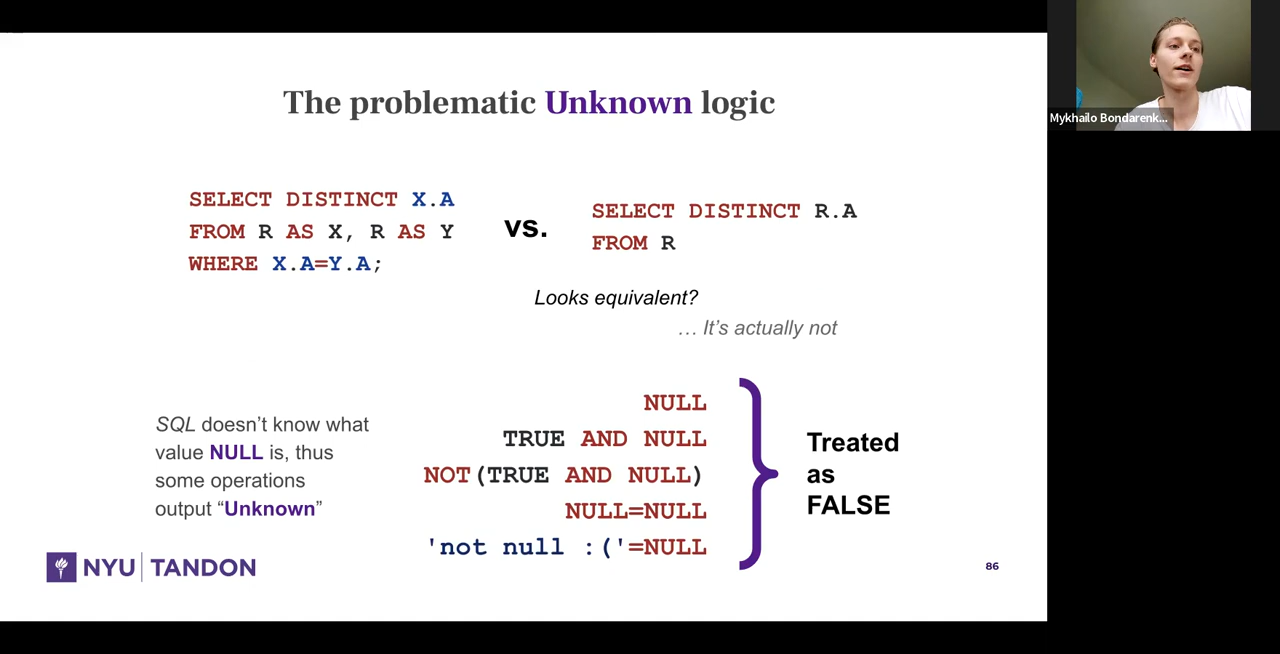 The problematic Unknown logic
SELECT DISTINCT X.A
FROM R AS X, R AS Y
WHERE X.A=Y.A;
vs.
SELECT DISTINCT R.A
FROM R
Looks equivalent?
… It’s actually not
SQL doesn’t know what
value NULL is, thus
some operations
output “Unknown”
NULL
TRUE AND NULL
NOT(TRUE AND NULL)
NULL=NULL
'not null :('=NULL
Treated
as
FALSE
NYU TANDON
86
Mykhailo Bondarenk...